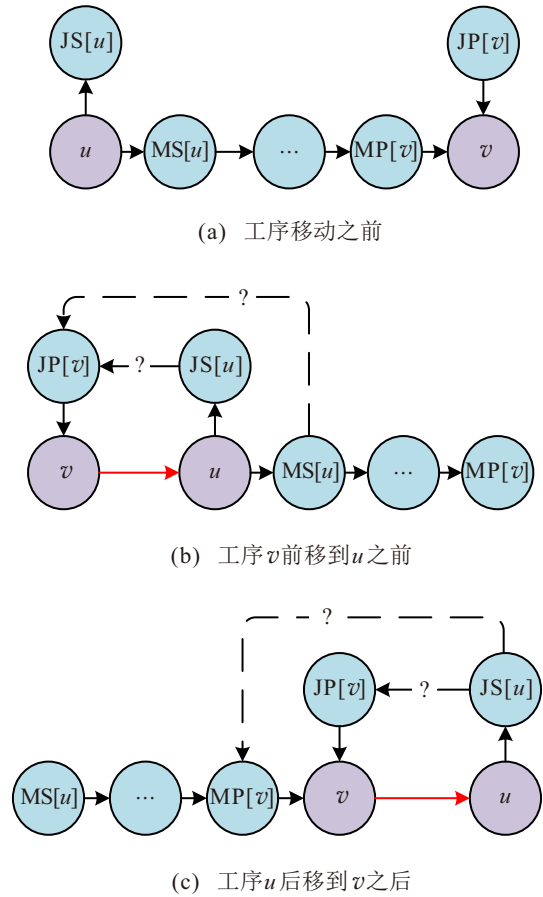 JS[u]
JP[v]
u
MS[u]
...
MP[v]
v
(a) 工序移动之前
?
JP[v]
?
JS[u]
v
u
MS[u]
...
MP[v]
(b) 工序v前移到u之前
?
JP[v]
?
JS[u]
MS[u]
...
MP[v]
v
u
(c) 工序u后移到v之后